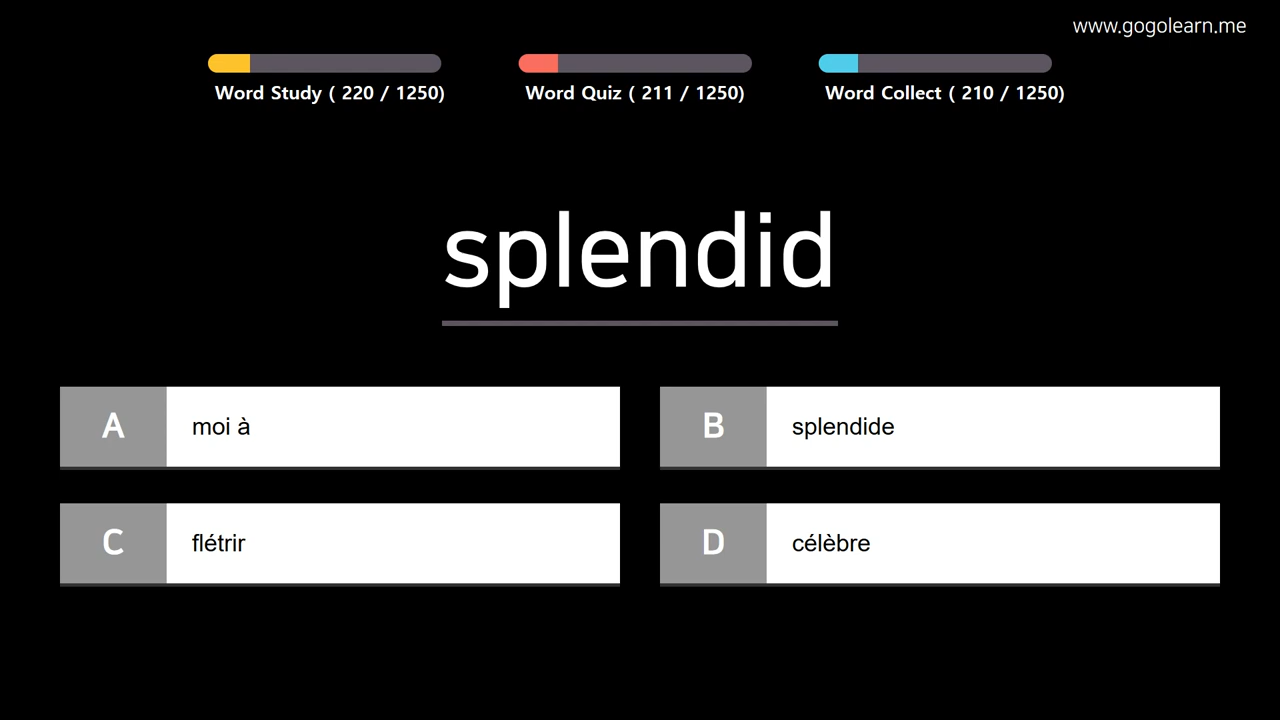 www.gogolearn.me
Word Study ( 220 / 1250)
Word Quiz ( 211 / 1250)
Word Collect ( 210 / 1250)
splendid
A moi à
B splendide
C flétrir
D célèbre